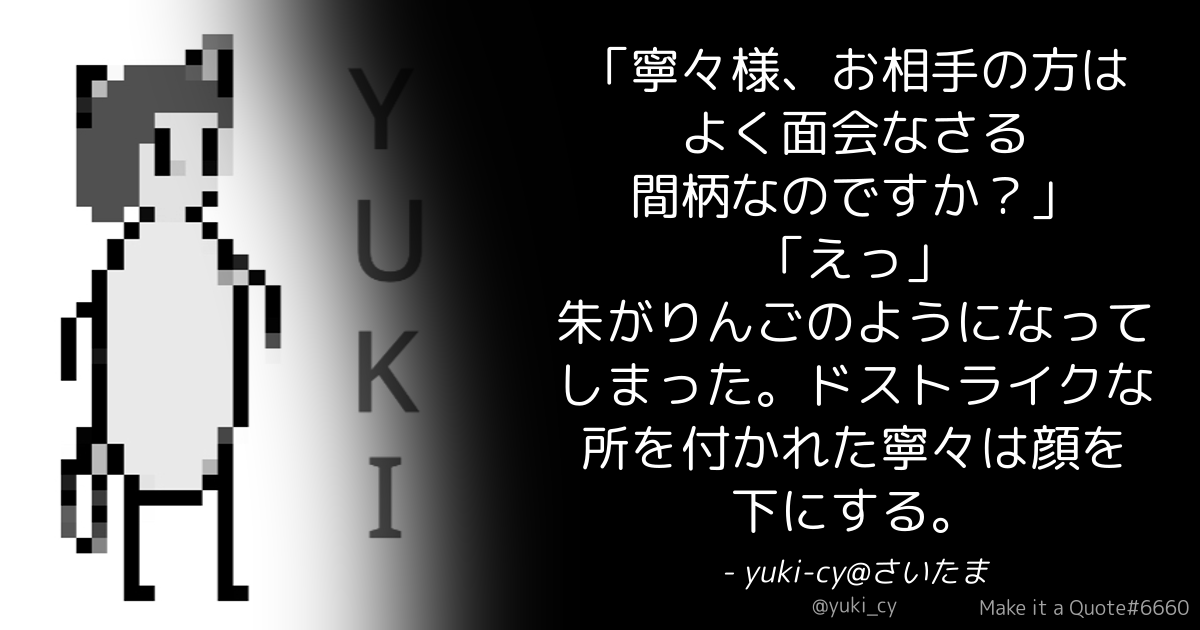 Y
U
K
I
「寧々様、お相手の方は
よく面会なさる
間柄なのですか？」
「えっ」
朱がりんごのようになって
しまった。ドストライクな
所を付かれた寧々は顔を
下にする。
- yuki-cy@さいたま
@yuki_cy
Make it a Quote#6660